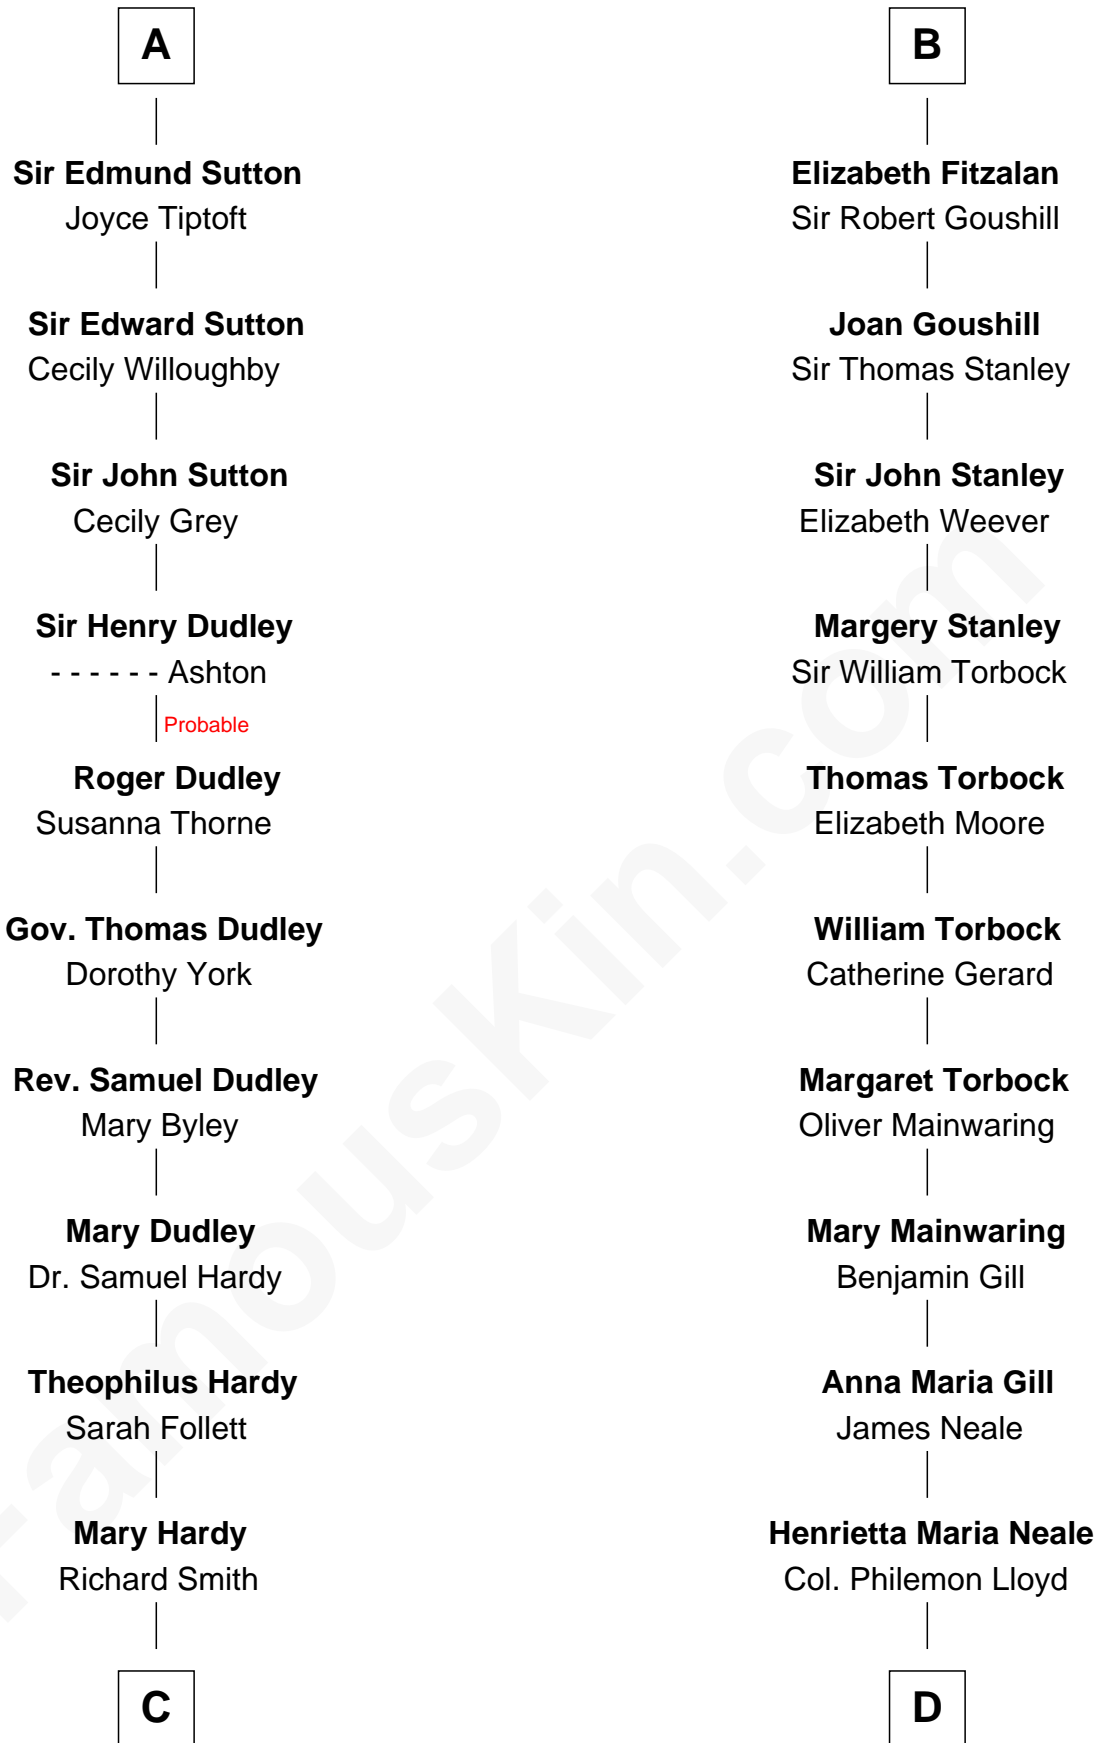 A
Sir Edmund Sutton
Joyce Tiptoft
Sir Edward Sutton
Cecily Willoughby
Sir John Sutton
Cecily Grey
Sir Henry Dudley
- - - - - - Ashton
Probable
Roger Dudley
Susanna Thorne
Gov. Thomas Dudley
Dorothy York
Rev. Samuel Dudley
Mary Byley
Mary Dudley
Dr. Samuel Hardy
Theophilus Hardy
Sarah Follett
Mary Hardy
Richard Smith
C
B
Elizabeth Fitzalan
Sir Robert Goushill
Joan Goushill
Sir Thomas Stanley
Sir John Stanley
Elizabeth Weever
Margery Stanley
Sir William Torbock
Thomas Torbock
Elizabeth Moore
William Torbock
Catherine Gerard
Margaret Torbock
Oliver Mainwaring
Mary Mainwaring
Benjamin Gill
Anna Maria Gill
James Neale
Henrietta Maria Neale
Col. Philemon Lloyd
D
FamousKin.com